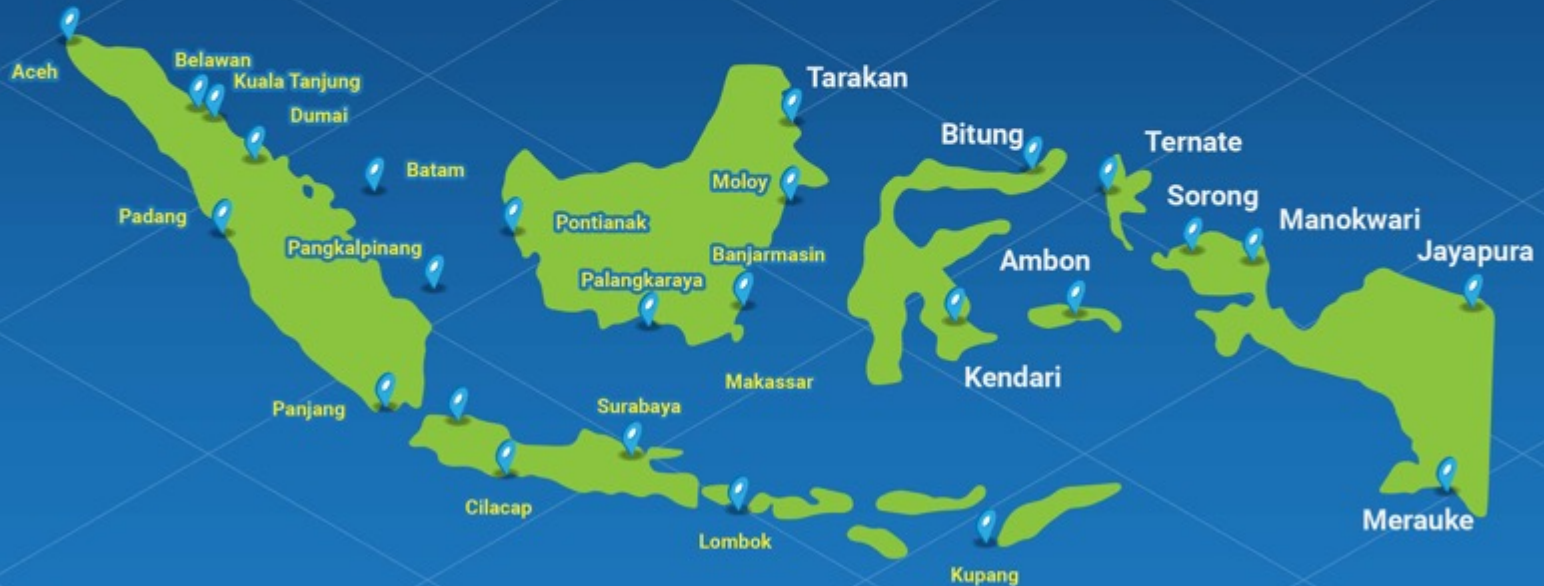 Aceh
Belawan
Kuala Tanjung
Dumai
Batam
Padang
Pangkalpinang
Panjang
Pontianak
Palangkaraya
Banjarmasin
Moloy
Tarakan
Makassar
Surabaya
Cilacap
Lombok
Kupang
Bitung
Ternate
Sorong
Manokwari
Jayapura
Ambon
Kendari
Merauke